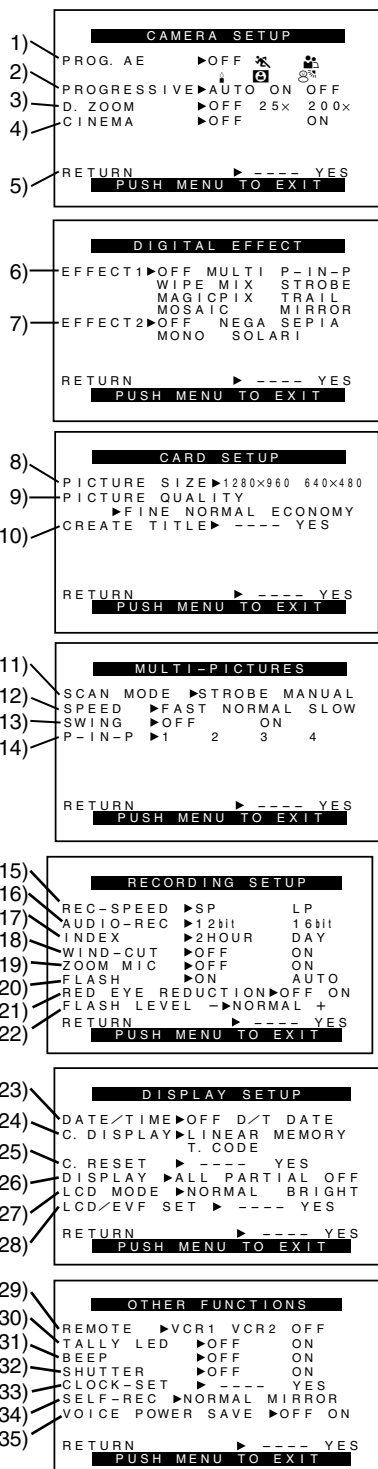 CAMERA SETUP
1) PROG. AE ▶OFF
2) PROGRESSIVE▶AUTO ON OFF
3) D. ZOOM ▶OFF 25× 200×
4) CINEMA ▶OFF ON
5) RETURN ▶ ---- YES
PUSH MENU TO EXIT
DIGITAL EFFECT
6) EFFECT1▶OFF MULTI P-IN-P
WIPE MIX STROBE
MAGICPIX TRAIL
MOSAIC MIRROR
7) EFFECT2▶OFF NEGA SEPIA
MONO SOLARI
RETURN ▶ ---- YES
PUSH MENU TO EXIT
CARD SETUP
8) PICTURE SIZE▶1280×960 640×480
9) PICTURE QUALITY
▶FINE NORMAL ECONOMY
10) CREATE TITLE▶ ---- YES
RETURN ▶ ---- YES
PUSH MENU TO EXIT
MULTI-PICTURES
11) SCAN MODE ▶STROBE MANUAL
12) SPEED ▶FAST NORMAL SLOW
13) SWING ▶OFF ON
14) P-IN-P ▶1 2 3 4
RETURN ▶ ---- YES
PUSH MENU TO EXIT
RECORDING SETUP
15) REC-SPEED ▶SP LP
16) AUDIO-REC ▶12bit 16bit
17) INDEX ▶2HOUR DAY
18) WIND-CUT ▶OFF ON
19) ZOOM MIC ▶OFF ON
20) FLASH ▶ON AUTO
21) RED EYE REDUCTION▶OFF ON
22) FLASH LEVEL -▶NORMAL +
RETURN ▶ ---- YES
PUSH MENU TO EXIT
DISPLAY SETUP
23) DATE/TIME▶OFF D/T DATE
24) C. DISPLAY▶LINEAR MEMORY
T. CODE
25) C. RESET ▶ ---- YES
26) DISPLAY ▶ALL PARTIAL OFF
27) LCD MODE ▶NORMAL BRIGHT
28) LCD/EVF SET ▶ ---- YES
RETURN ▶ ---- YES
PUSH MENU TO EXIT
OTHER FUNCTIONS
29) REMOTE ▶VCR1 VCR2 OFF
30) TALLY LED ▶OFF ON
31) BEEP ▶OFF ON
32) SHUTTER ▶OFF ON
33) CLOCK-SET ▶ ---- YES
34) SELF-REC ▶NORMAL MIRROR
35) VOICE POWER SAVE ▶OFF ON
RETURN ▶ ---- YES
PUSH MENU TO EXIT